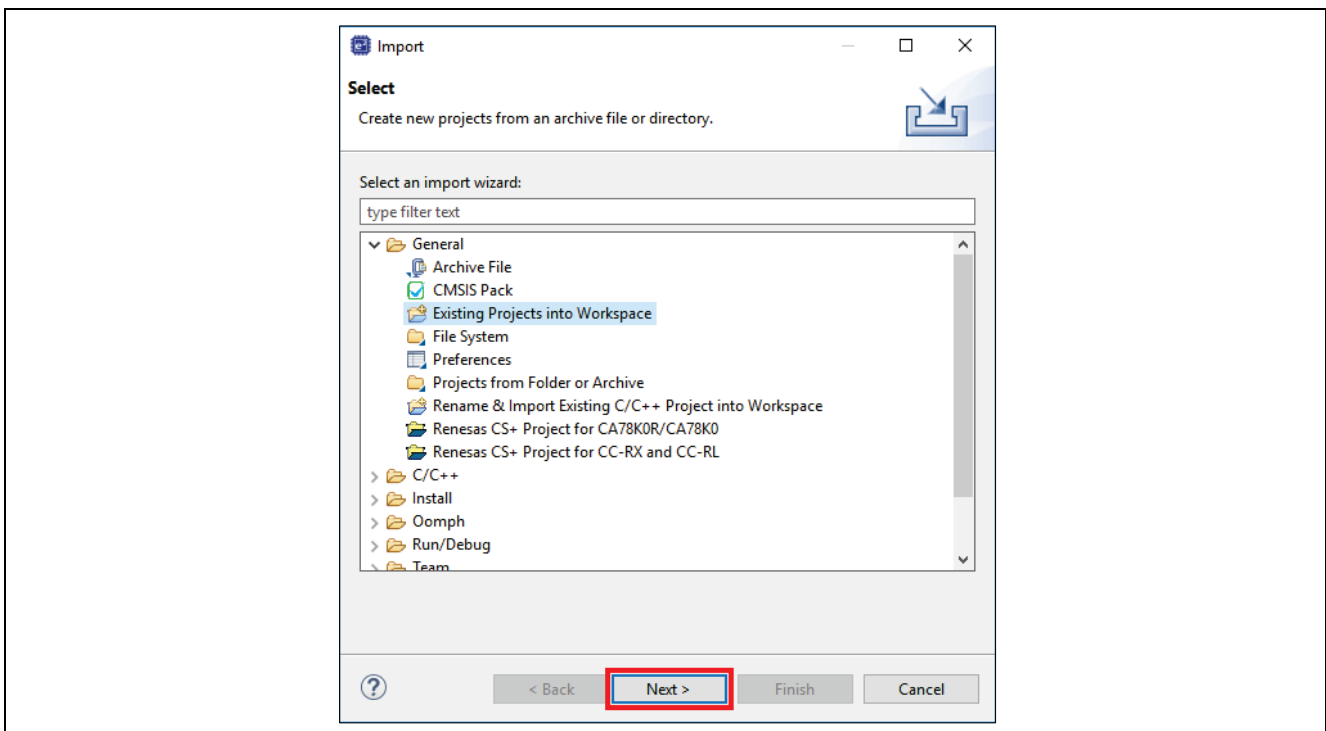 Import
Select
Create new projects from an archive file or directory.
Select an import wizard:
type filter text
General
Archive File
CMSIS Pack
Existing Projects into Workspace
File System
Preferences
Projects from Folder or Archive
Rename & Import Existing C/C++ Project into Workspace
Renesas CS+ Project for CA78K0R/CA78K0
Renesas CS+ Project for CC-RX and CC-RL
C/C++
Install
Oomph
Run/Debug
Team
? < Back Next > Finish Cancel